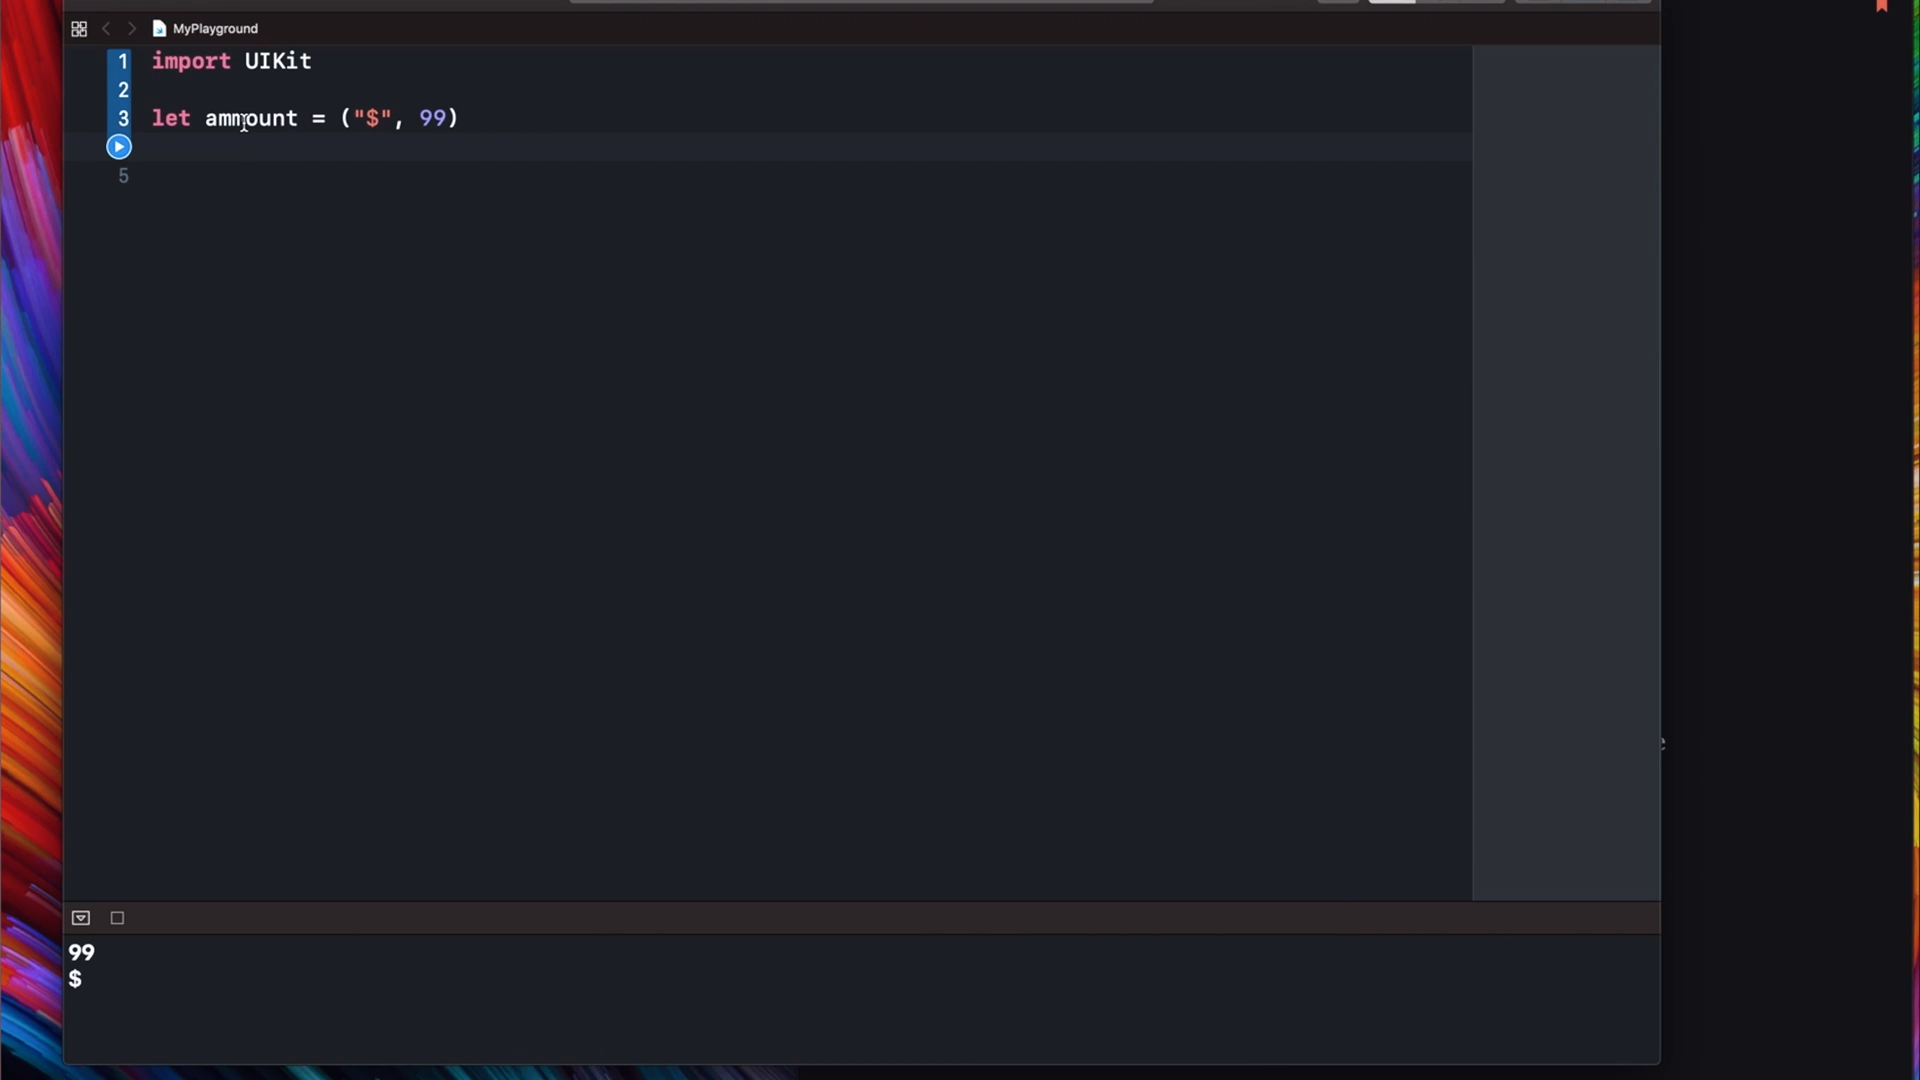 MyPlayground
1 import UIKit
2
3 let ammount = ("$", 99)
5
99
$